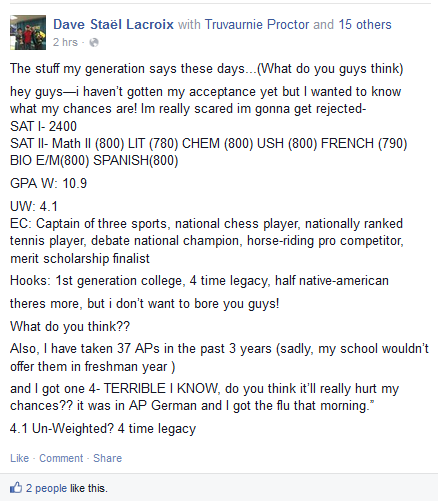 Dave Staël Lacroix with Truvaurnie Proctor and 15 others
2 hrs ·
The stuff my generation says these days...(What do you guys think)
hey guys—i haven't gotten my acceptance yet but I wanted to know
what my chances are! Im really scared im gonna get rejected-
SAT I- 2400
SAT II- Math II (800) LIT (780) CHEM (800) USH (800) FRENCH (790)
BIO E/M(800) SPANISH(800)
GPA W: 10.9
UW: 4.1
EC: Captain of three sports, national chess player, nationally ranked
tennis player, debate national champion, horse-riding pro competitor,
merit scholarship finalist
Hooks: 1st generation college, 4 time legacy, half native-american
theres more, but i don't want to bore you guys!
What do you think??
Also, I have taken 37 APs in the past 3 years (sadly, my school wouldn't
offer them in freshman year )
and I got one 4- TERRIBLE I KNOW, do you think it'll really hurt my
chances?? it was in AP German and I got the flu that morning.”
4.1 Un-Weighted? 4 time legacy
Like · Comment · Share
2 people like this.